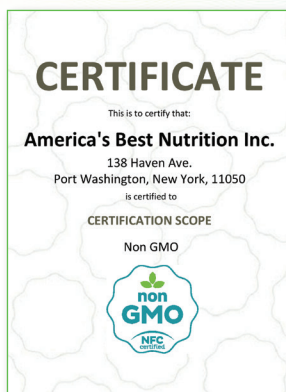 CERTIFICATE
This is to certify that:
America's Best Nutrition Inc.
138 Haven Ave.
Port Washington, New York, 11050
is certified to
CERTIFICATION SCOPE
Non GMO
non
GMO
NFC
certified